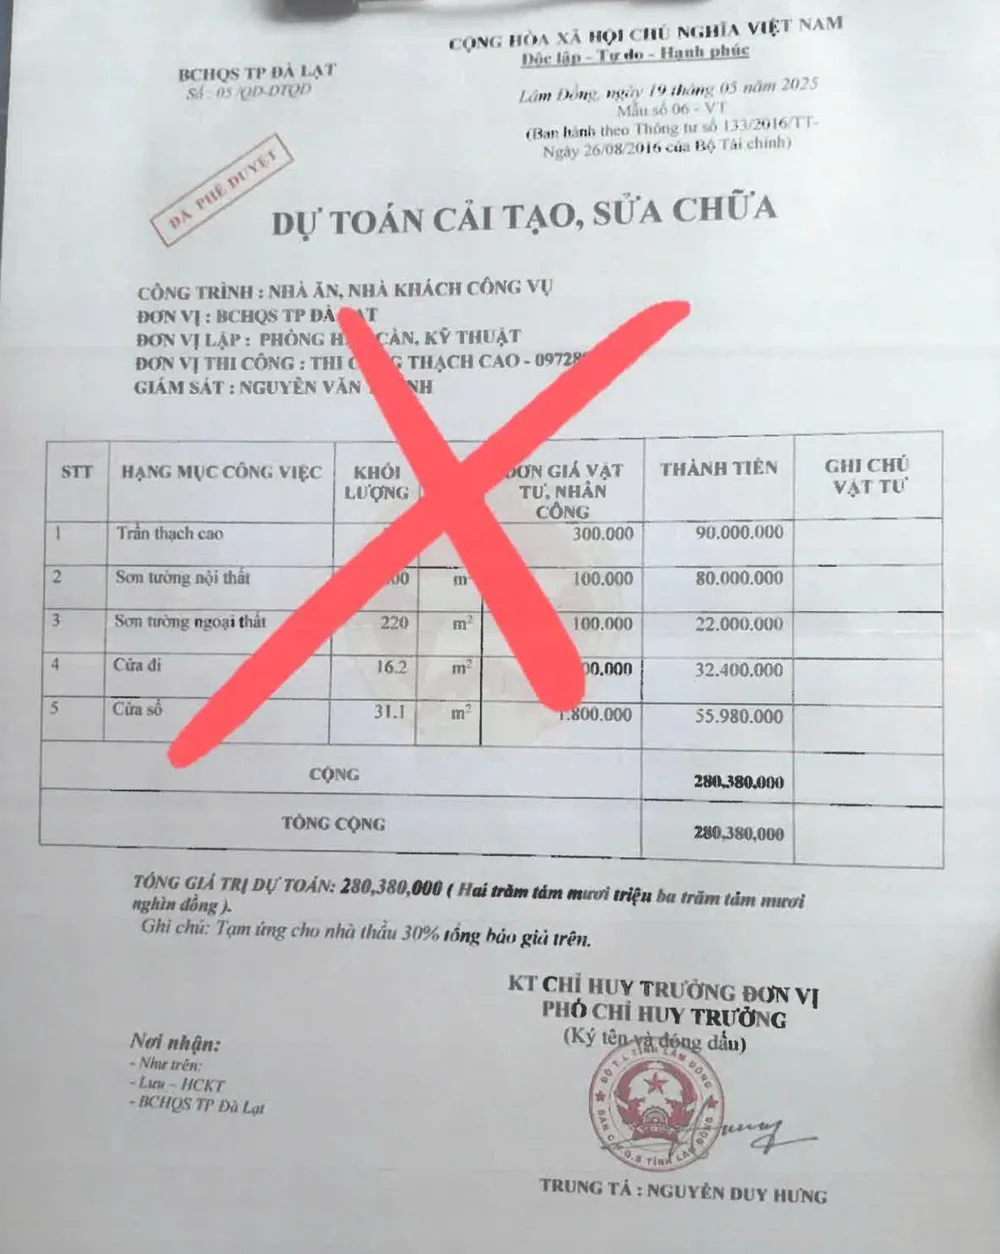 CỘNG HÒA XÃ HỘI CHỦ NGHĨA VIỆT NAM
Độc lập - Tự do - Hạnh phúc
BCHQS TP ĐÀ LẠT
Số : 05 /QD-DTQD
Lâm Đồng, ngày 19 tháng 05 năm 2025
Mẫu số 06 - VT
(Ban hành theo Thông tư số 133/2016/TT-
Ngày 26/08/2016 của Bộ Tài chính)
ĐÃ PHÊ DUYỆT
DỰ TOÁN CẢI TẠO, SỬA CHỮA
CÔNG TRÌNH : NHÀ ĂN, NHÀ KHÁCH CÔNG VỤ
ĐƠN VỊ : BCHQS TP ĐÀ LẠT
ĐƠN VỊ LẬP : PHÒNG CẦN, KỸ THUẬT
ĐƠN VỊ THI CÔNG : THI THẠCH CAO - 09728
GIÁM SÁT : NGUYỄN VĂN
STT HẠNG MỤC CÔNG VIỆC KHỐI LƯỢNG ĐƠN GIÁ VẬT TƯ, NHÂN CÔNG THÀNH TIỀN GHI CHÚ VẬT TƯ
1 Trần thạch cao 300.000 90.000.000
2 Sơn tường nội thất m 100.000 80.000.000
3 Sơn tường ngoại thất 220 m² 100.000 22.000.000
4 Cửa đi 16.2 m² 32.400.000
5 Cửa sổ 31.1 m² 1.800.000 55.980.000
CỘNG 280,380,000
TỔNG CỘNG 280,380,000
TỔNG GIÁ TRỊ DỰ TOÁN: 280,380,000 ( Hai trăm tám mươi triệu ba trăm tám mươi
nghìn đồng ).
Ghi chú: Tạm ứng cho nhà thầu 30% tổng báo giá trên.
KT CHỈ HUY TRƯỞNG ĐƠN VỊ
PHÓ CHỈ HUY TRƯỞNG
(Ký tên và đóng dấu)
Nơi nhận:
- Như trên:
- Lưu - HCKT
- BCHQS TP Đà Lạt
BỘ T.L TỈNH LÂM ĐỒNG
BAN C.H.Q.S TỈNH LÂM ĐỒNG
TRUNG TÁ : NGUYỄN DUY HƯNG